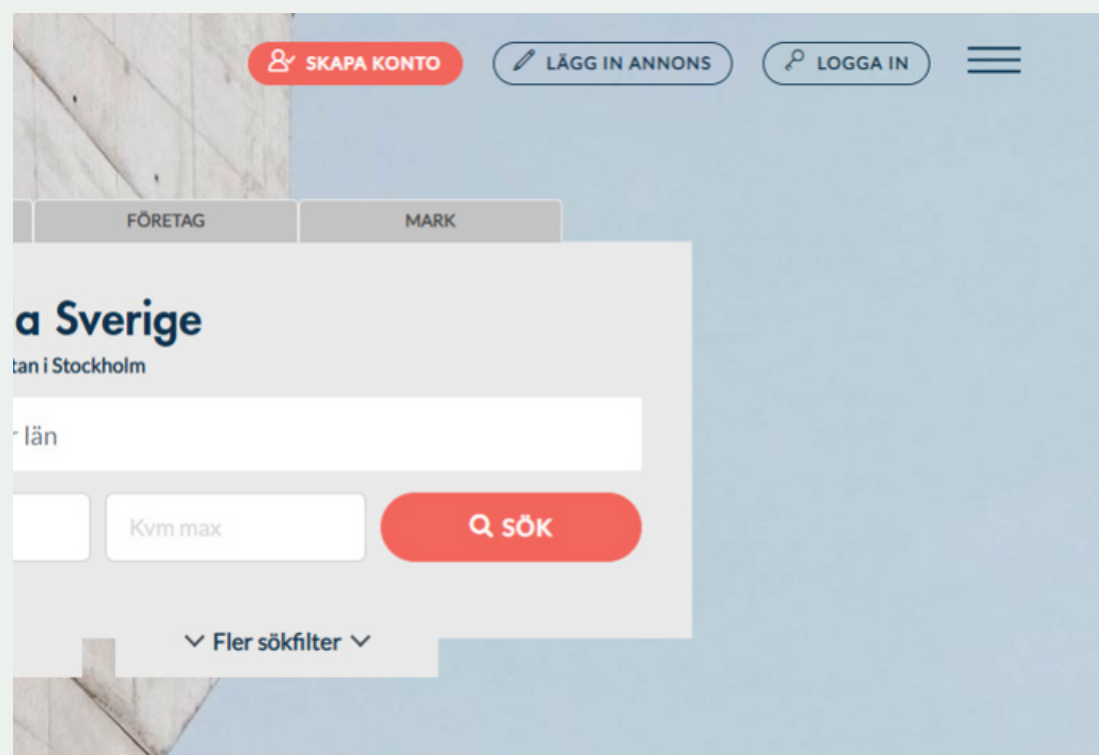 SKAPA KONTO LÄGG IN ANNONS LOGGA IN
FÖRETAG MARK
a Sverige
tan i Stockholm
r län
Kvm max SÖK
Fler sökfilter